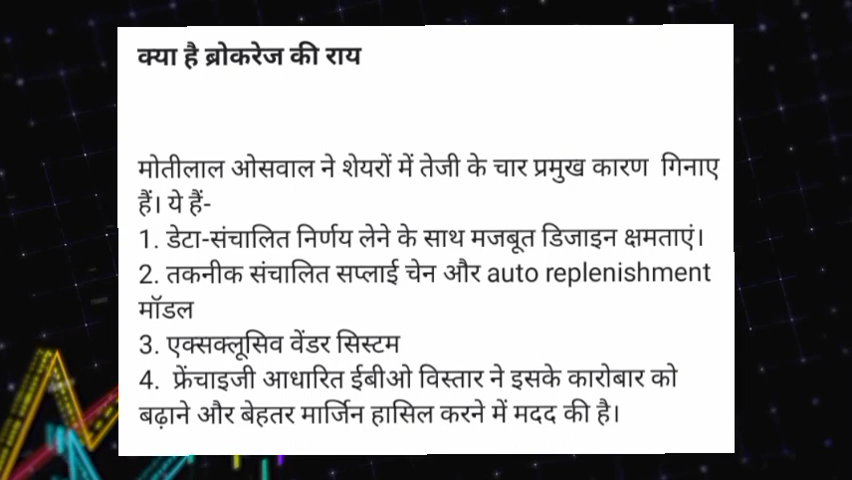 क्या है ब्रोकरेज की राय
मोतीलाल ओसवाल ने शेयरों में तेजी के चार प्रमुख कारण गिनाए
हैं। ये हैं-
1. डेटा-संचालित निर्णय लेने के साथ मजबूत डिजाइन क्षमताएं।
2. तकनीक संचालित सप्लाई चेन और auto replenishment
मॉडल
3. एक्सक्लूसिव वेंडर सिस्टम
4. फ्रेंचाइजी आधारित ईबीओ विस्तार ने इसके कारोबार को
बढ़ाने और बेहतर मार्जिन हासिल करने में मदद की है।